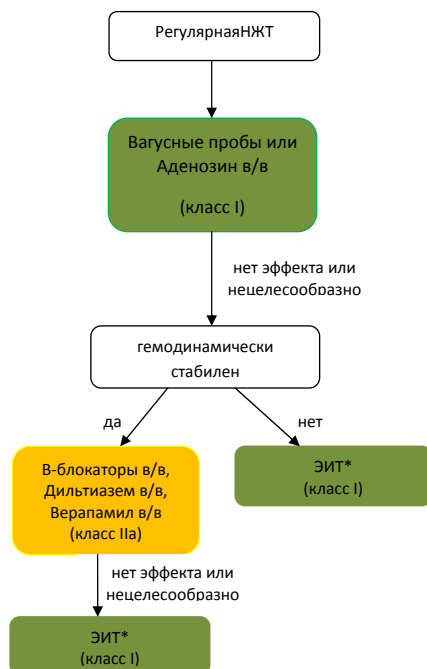 РегулярнаяНЖТ
Вагусные пробы или
Аденозин в/в
(класс I)
нет эффекта или
нецелесообразно
гемодинамически
стабилен
да
нет
В-блокаторы в/в,
Дильтиазем в/в,
Верапамил в/в
(класс IIa)
ЭИТ*
(класс I)
нет эффекта или
нецелесообразно
ЭИТ*
(класс I)